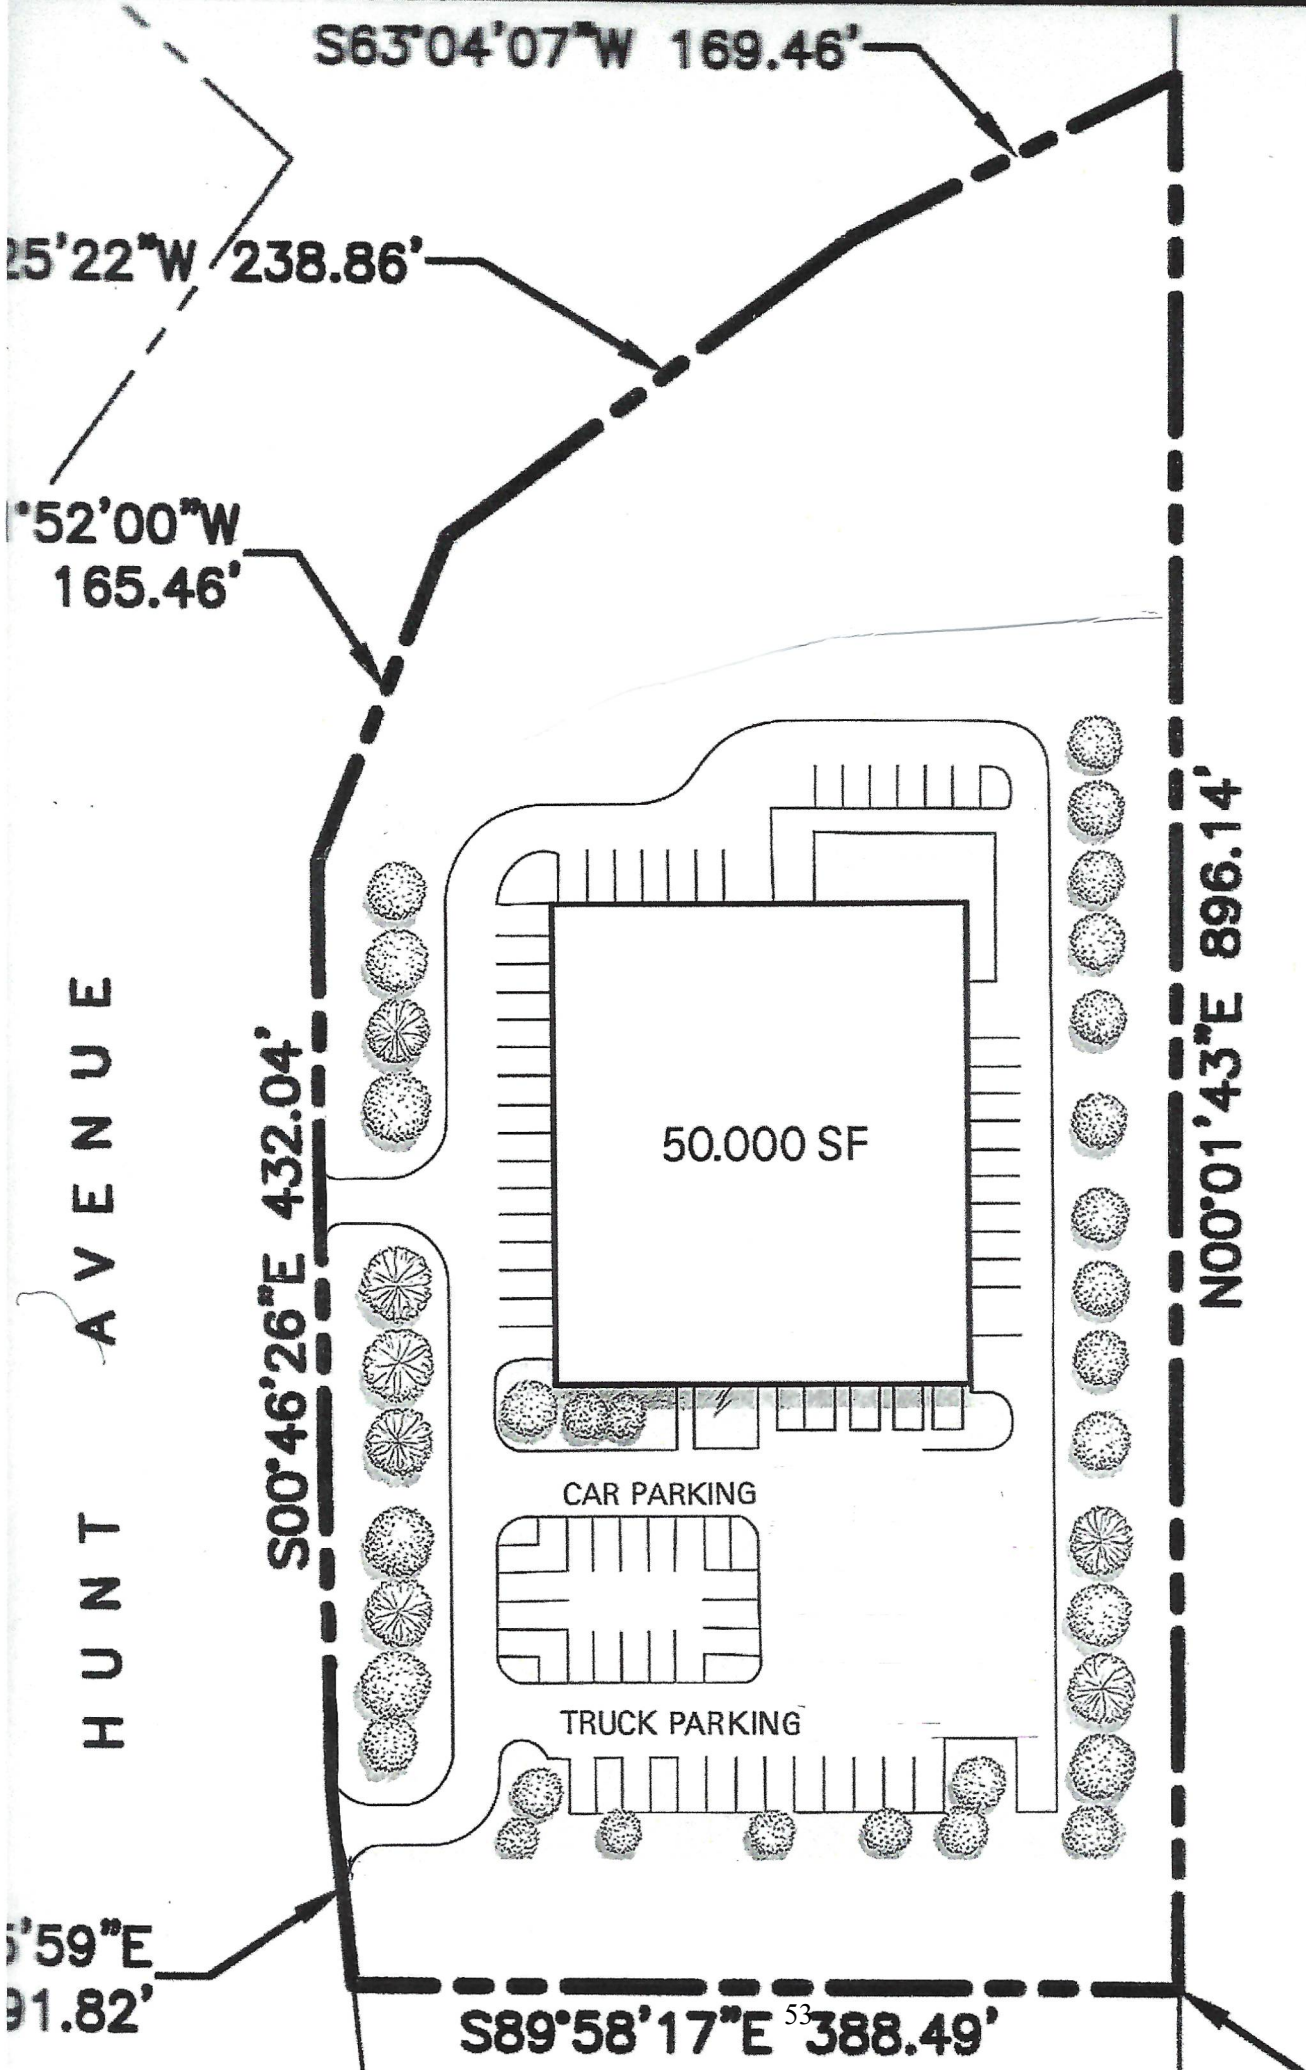 S63°04'07"W 169.46'
25'22"W 238.86'
°52'00"W
165.46'
HUNT AVENUE
S00°46'26"E 432.04'
N00°01'43"E 896.14'
50.000 SF
CAR PARKING
TRUCK PARKING
'59"E
91.82'
S89°58'17"E 388.49'
53